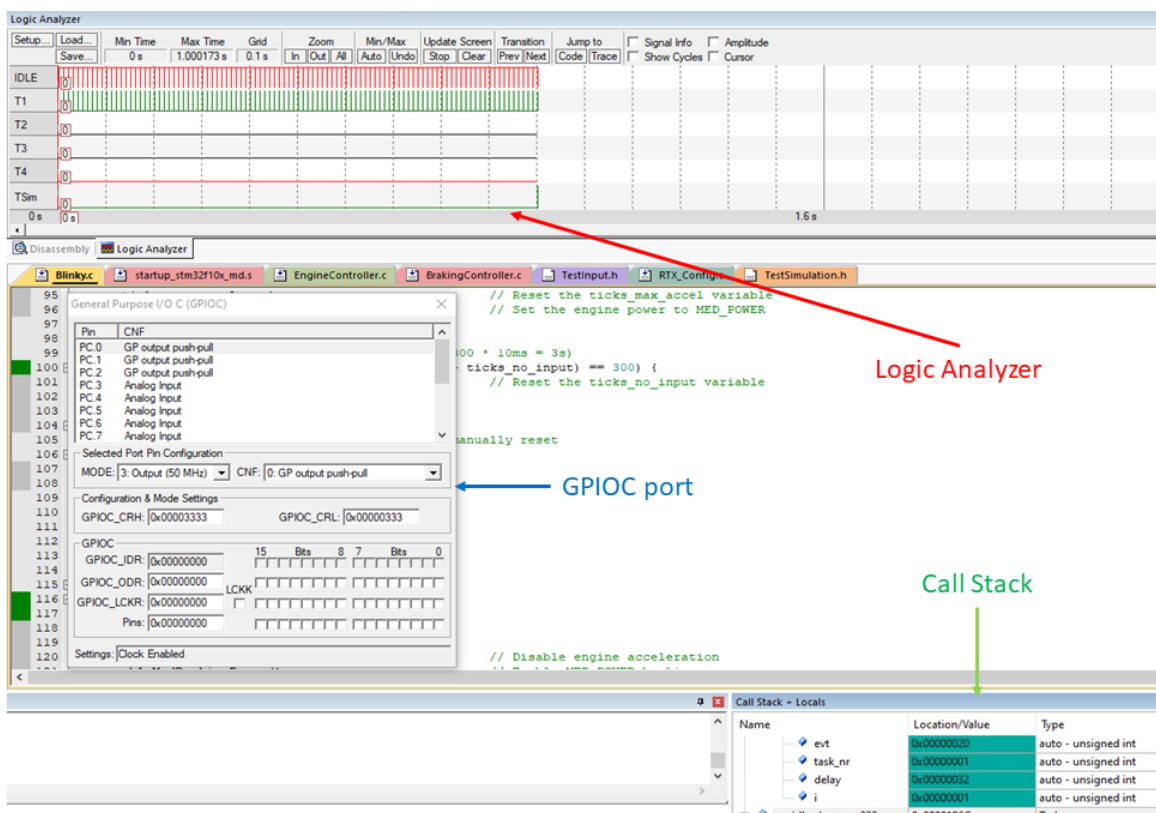 Logic Analyzer
Setup... Load... Min Time Max Time Grid Zoom Min/Max Update Screen Transition Jump to Signal Info Amplitude
Save... 0 s 1.000173 s 0.1 s In Out All Auto Undo Stop Clear Prev Next Code Trace Show Cycles Cursor
IDLE 0
T1 0
T2 0
T3 0
T4 0
TSim 0
0 s 0 s 1.6 s
Disassembly Logic Analyzer
Blinky.c startup_stm32f10x_md.s EngineController.c BrakingController.c TestInput.h RTX_Config.c TestSimulation.h
95 // Reset the ticks_max_accel variable
96 General Purpose I/O C (GPIOC) // Set the engine power to MED_POWER
97 Pin CNF
98 PC.0 GP output push-pull
99 PC.1 GP output push-pull 300 * 10ms = 3s)
100 PC.2 GP output push-pull ticks_no_input) == 300) {
101 PC.3 Analog Input // Reset the ticks_no_input variable
102 PC.4 Analog Input
103 PC.5 Analog Input
104 PC.6 Analog Input
105 PC.7 Analog Input manually reset
106 Selected Port Pin Configuration
107 MODE: 3: Output (50 MHz) CNF: 0: GP output push-pull
108
109 Configuration & Mode Settings
110 GPIOC_CRH: 0x00003333 GPIOC_CRL: 0x00000333
111
112 GPIOC 15 Bits 8 7 Bits 0
113 GPIOC_IDR: 0x00000000
114
115 GPIOC_ODR: 0x00000000 LCKK
116 GPIOC_LCKR: 0x00000000
117
118 Pins: 0x00000000
119
120 Settings: Clock Enabled // Disable engine acceleration
Logic Analyzer
GPIOC port
Call Stack
Call Stack + Locals
Name Location/Value Type
evt 0x00000020 auto - unsigned int
task_nr 0x00000001 auto - unsigned int
delay 0x00000032 auto - unsigned int
i 0x00000001 auto - unsigned int